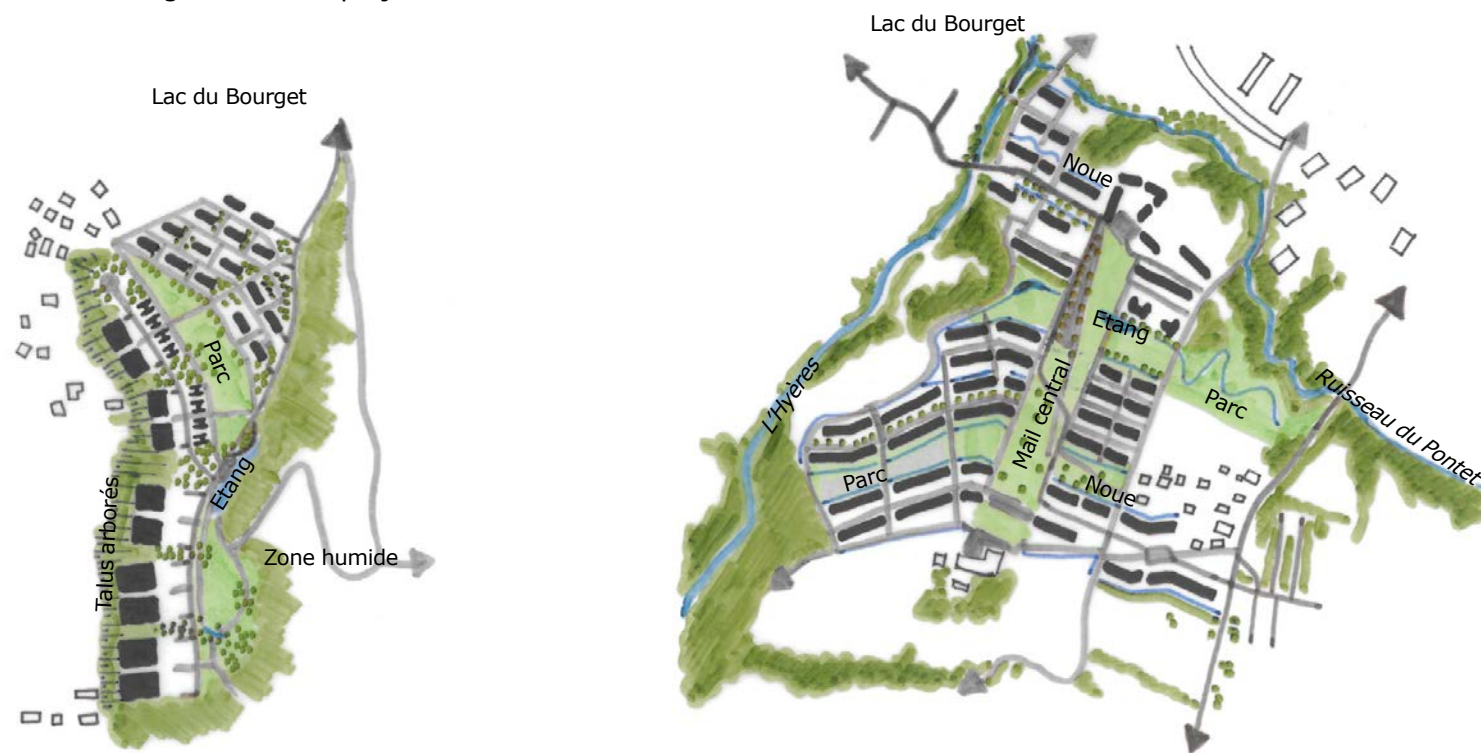 Lac du Bourget
Parc
Etang
Talus arborés
Zone humide
Lac du Bourget
Noue
Etang
L'Hyères
Mail central
Parc
Ruisseau du Pontet
Parc
Noue